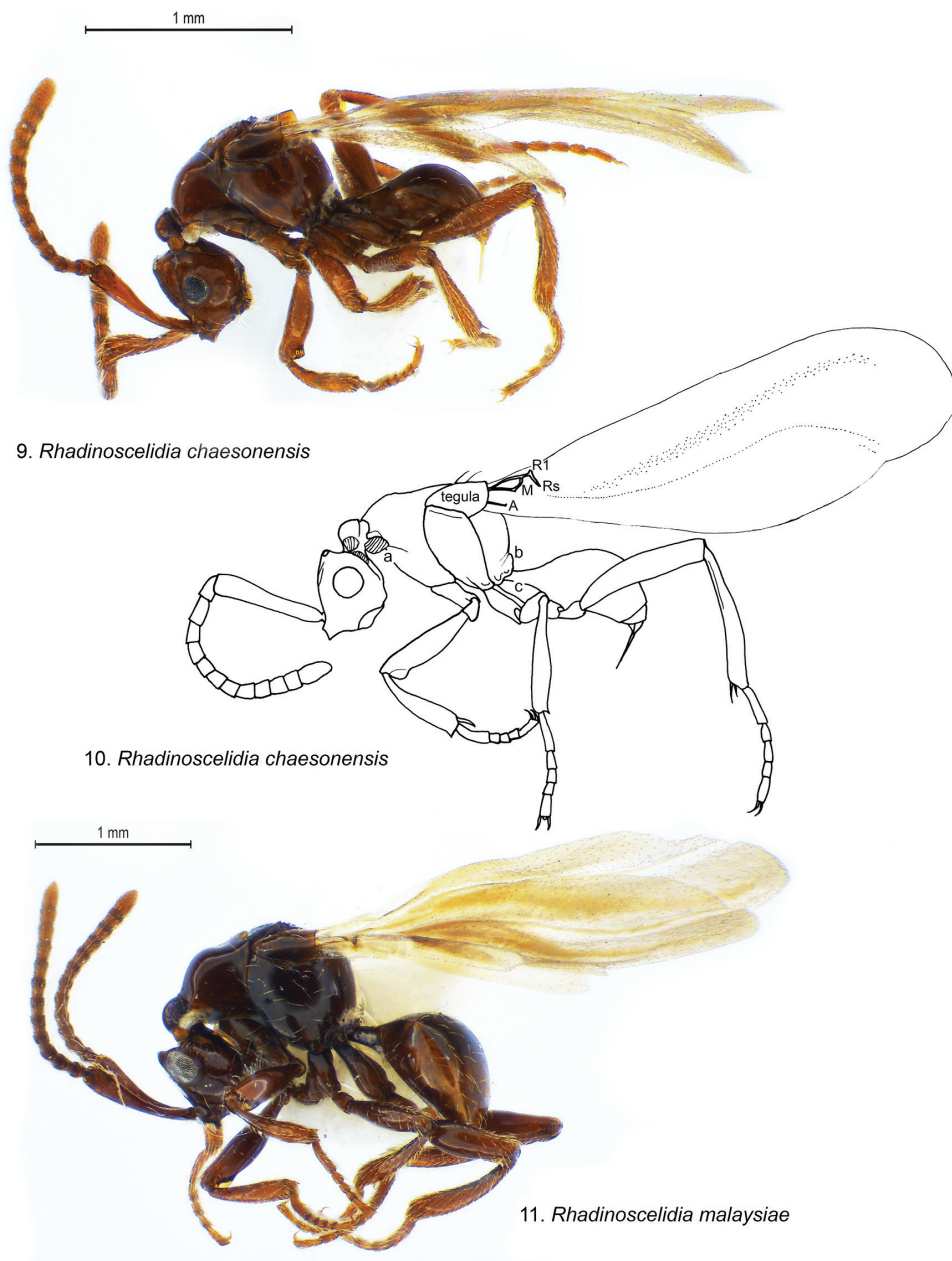 1 mm
9. Rhadinoscelidia chaesonensis
R1
M Rs
tegula
A
a
b
c
10. Rhadinoscelidia chaesonensis
1 mm
11. Rhadinoscelidia malaysiae